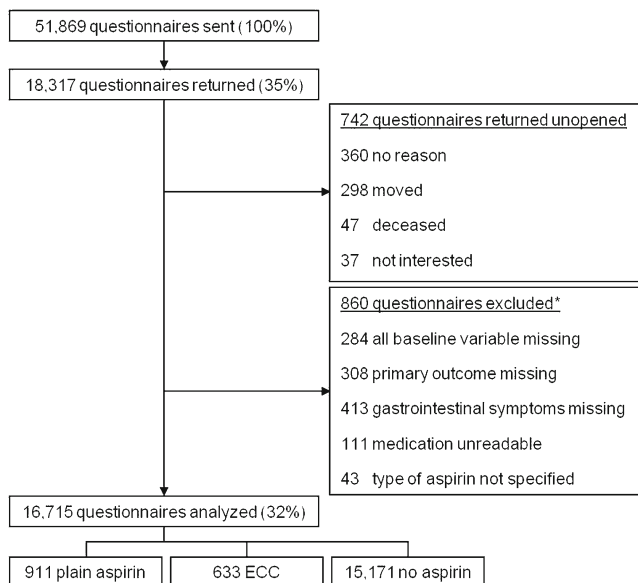 51,869 questionnaires sent (100%)
18,317 questionnaires returned (35%)
742 questionnaires returned unopened
360 no reason
298 moved
47 deceased
37 not interested
860 questionnaires excluded*
284 all baseline variable missing
308 primary outcome missing
413 gastrointestinal symptoms missing
111 medication unreadable
43 type of aspirin not specified
16,715 questionnaires analyzed (32%)
911 plain aspirin
633 ECC
15,171 no aspirin